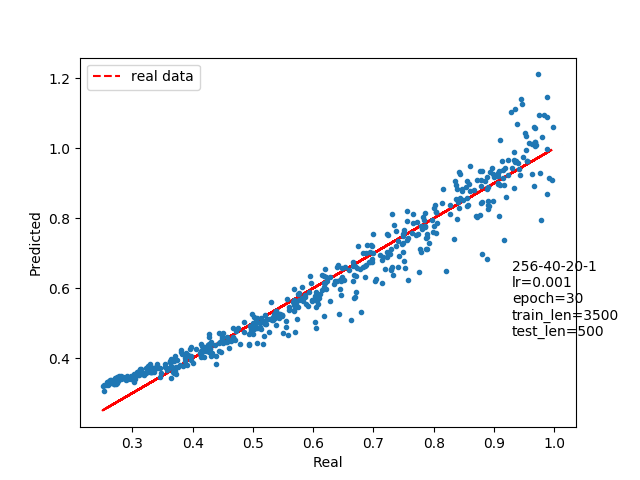 real data
1.2
1.0
0.8
0.6
0.4
Predicted
256-40-20-1
lr=0.001
epoch=30
train_len=3500
test_len=500
0.3 0.4 0.5 0.6 0.7 0.8 0.9 1.0
Real